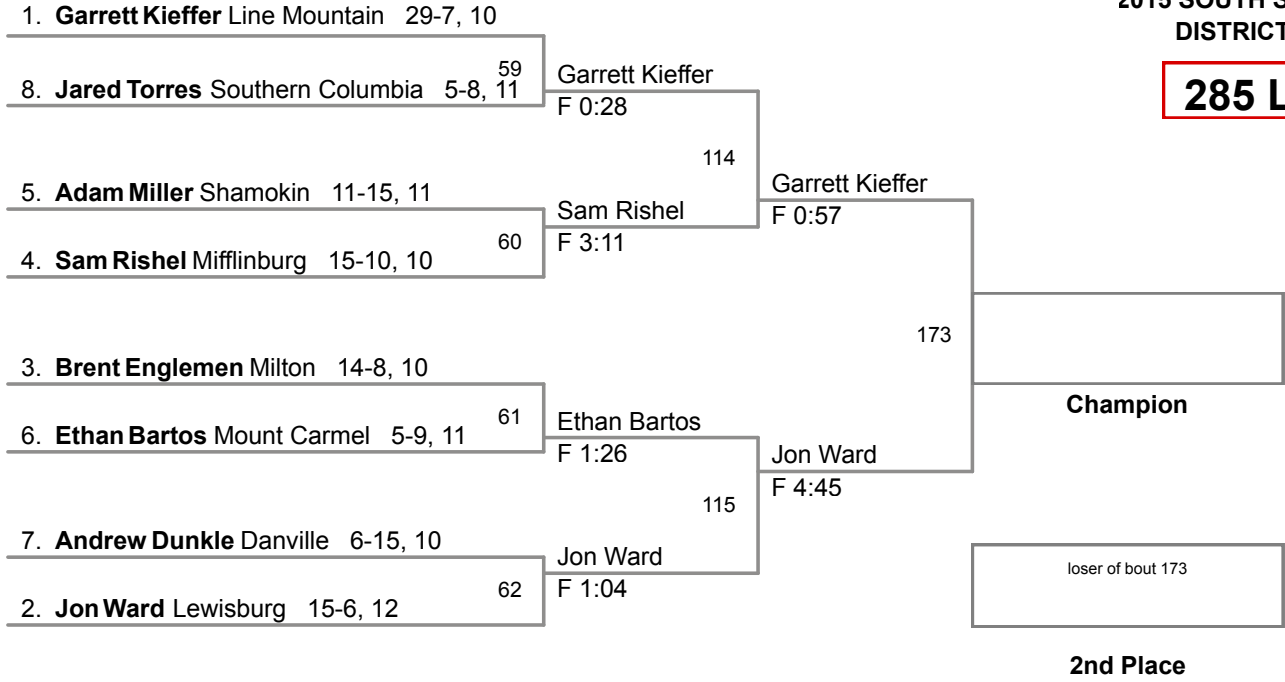 1. Garrett Kieffer Line Mountain 29-7, 10
2015 SOUTH
DISTRICT
59
Garrett Kieffer
8. Jared Torres Southern Columbia 5-8, 11
F 0:28
285
114
5. Adam Miller Shamokin 11-15, 11
Garrett Kieffer
Sam Rishel
F 0:57
60
F 3:11
4. Sam Rishel Mifflinburg 15-10, 10
173
3. Brent Englemen Milton 14-8, 10
Champion
61
Ethan Bartos
6. Ethan Bartos Mount Carmel 5-9, 11
F 1:26
Jon Ward
F 4:45
115
7. Andrew Dunkle Danville 6-15, 10
Jon Ward
loser of bout 173
62
F 1:04
2. Jon Ward Lewisburg 15-6, 12
2nd Place